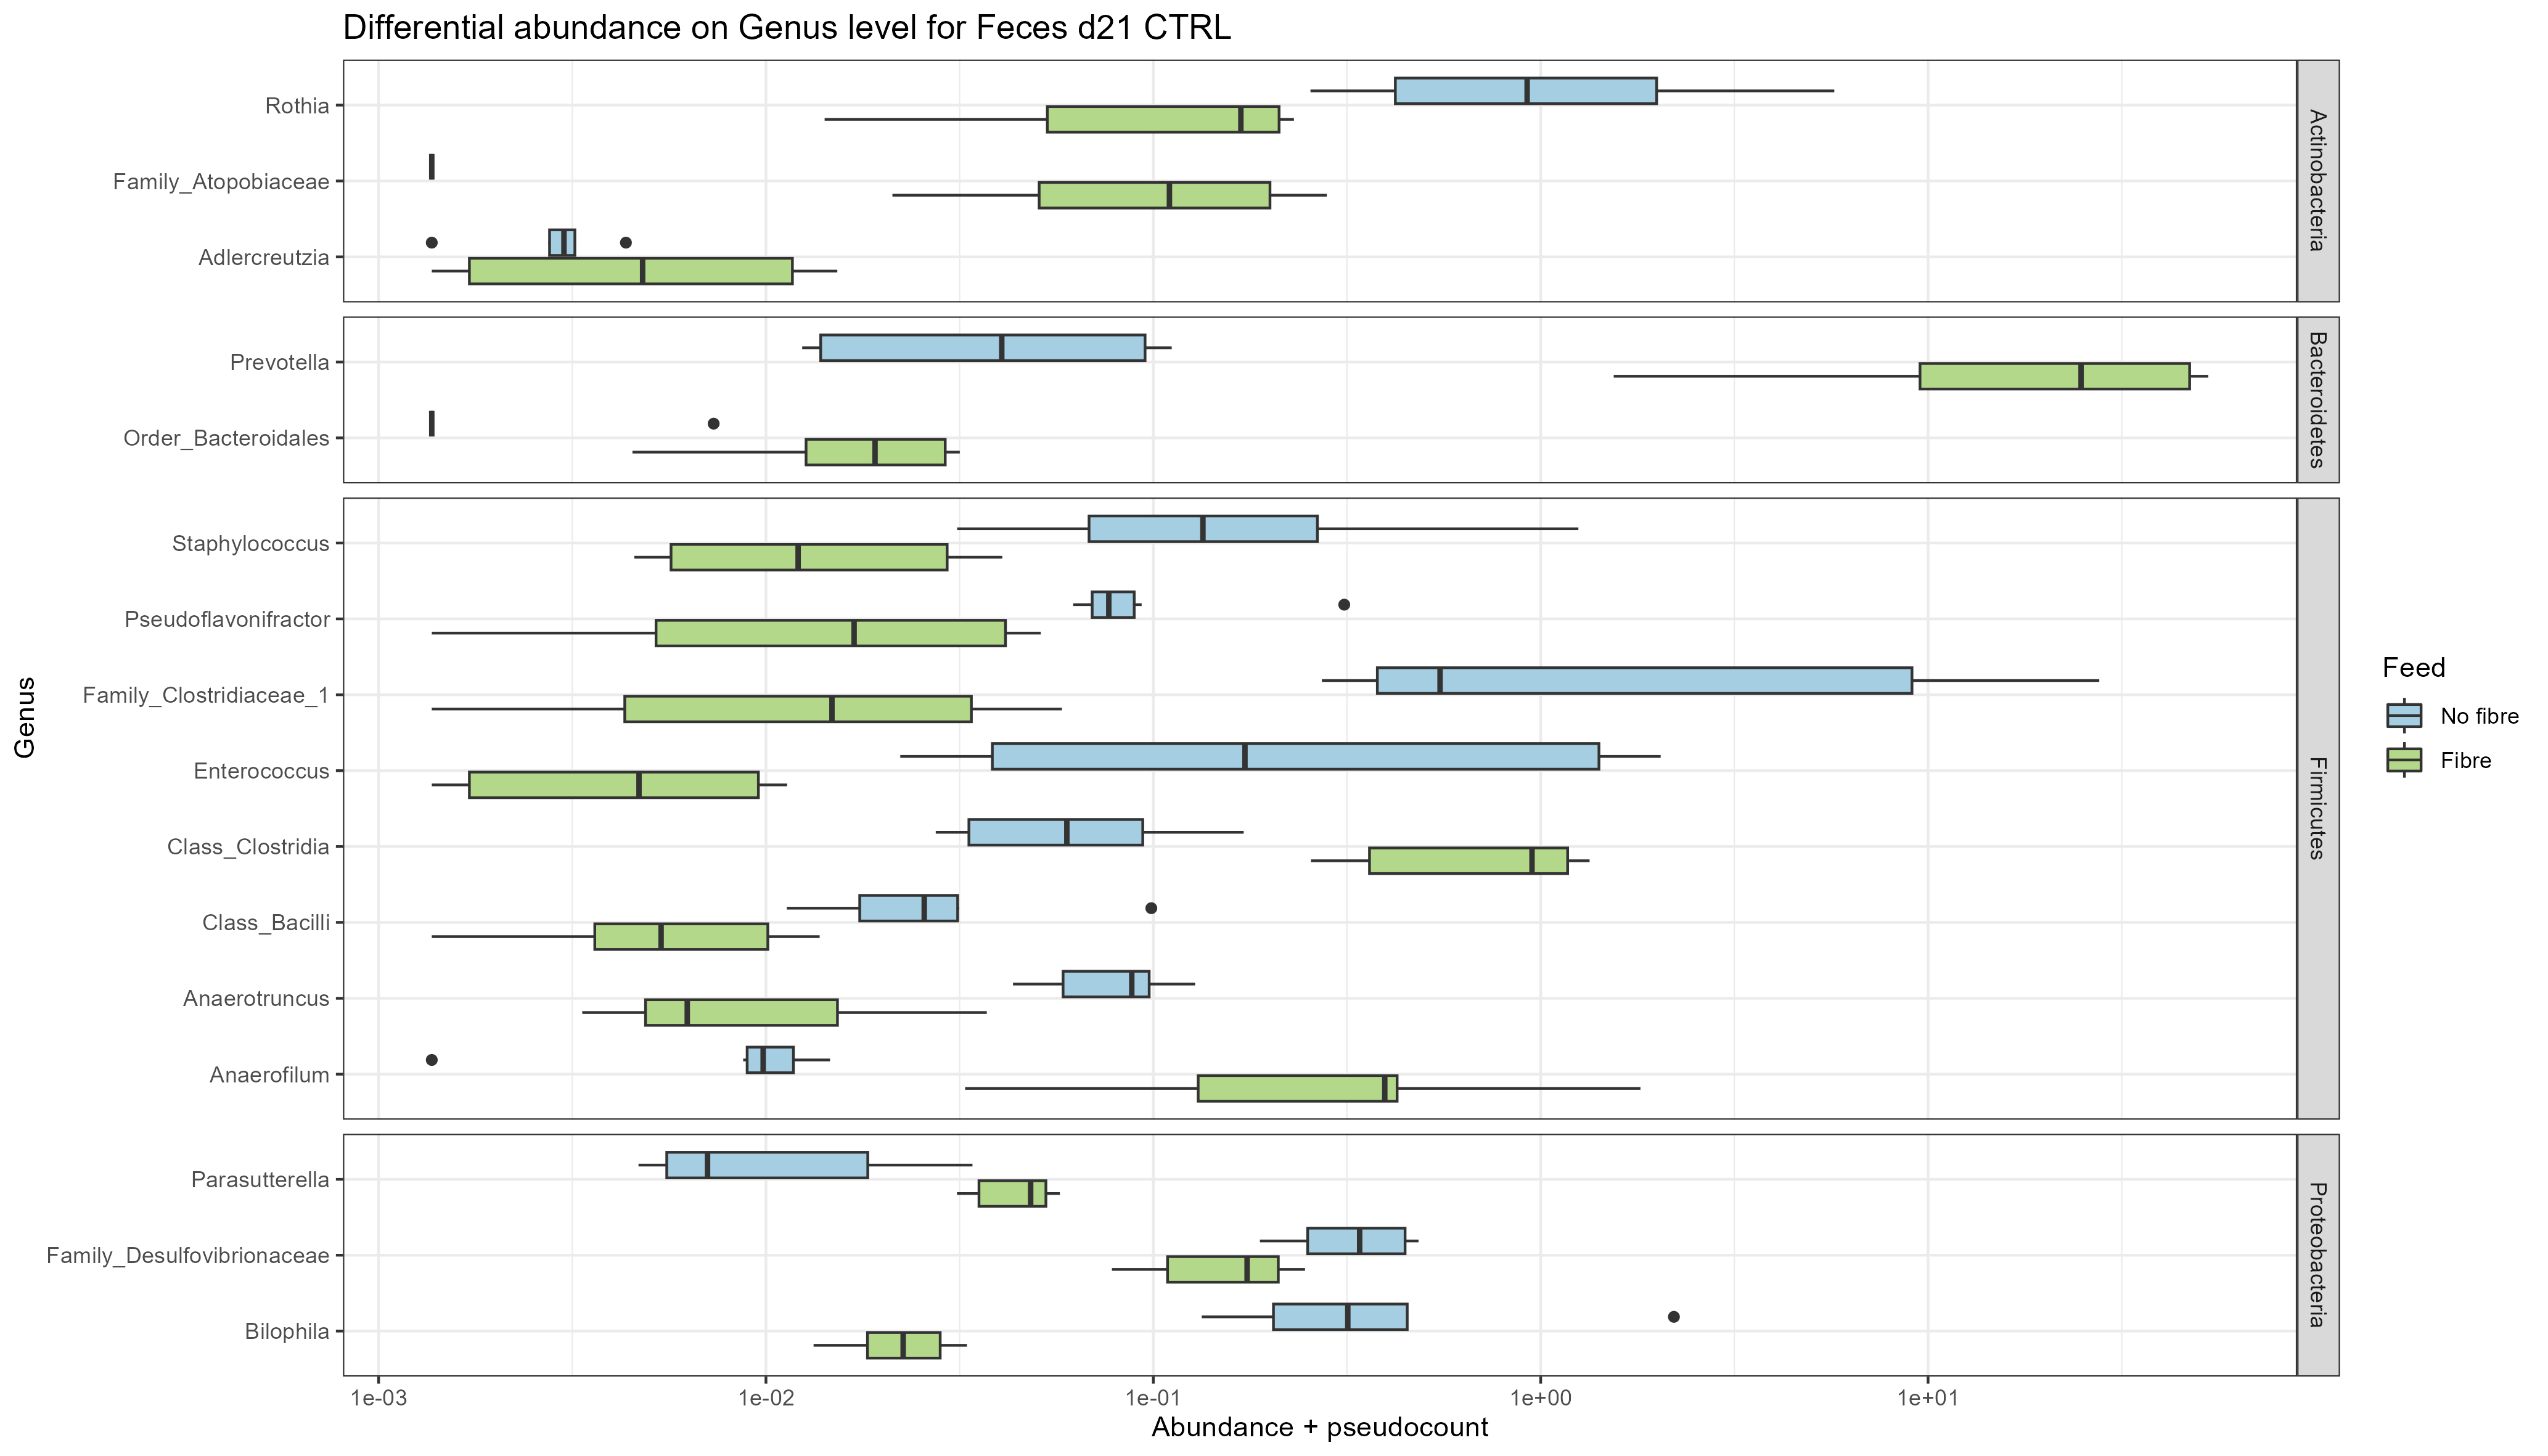 Differential abundance on Genus level for Feces d21 CTRL
Genus
Rothia
Family_Atopobiaceae
Adlercreutzia
Actinobacteria
Prevotella
Order_Bacteroidales
Bacteroidetes
Staphylococcus
Pseudoflavonifractor
Family_Clostridiaceae_1
Enterococcus
Class_Clostridia
Class_Bacilli
Anaerotruncus
Anaerofilum
Firmicutes
Parasutterella
Family_Desulfovibrionaceae
Bilophila
Proteobacteria
1e-03
1e-02
1e-01
1e+00
1e+01
Abundance + pseudocount
Feed
No fibre
Fibre